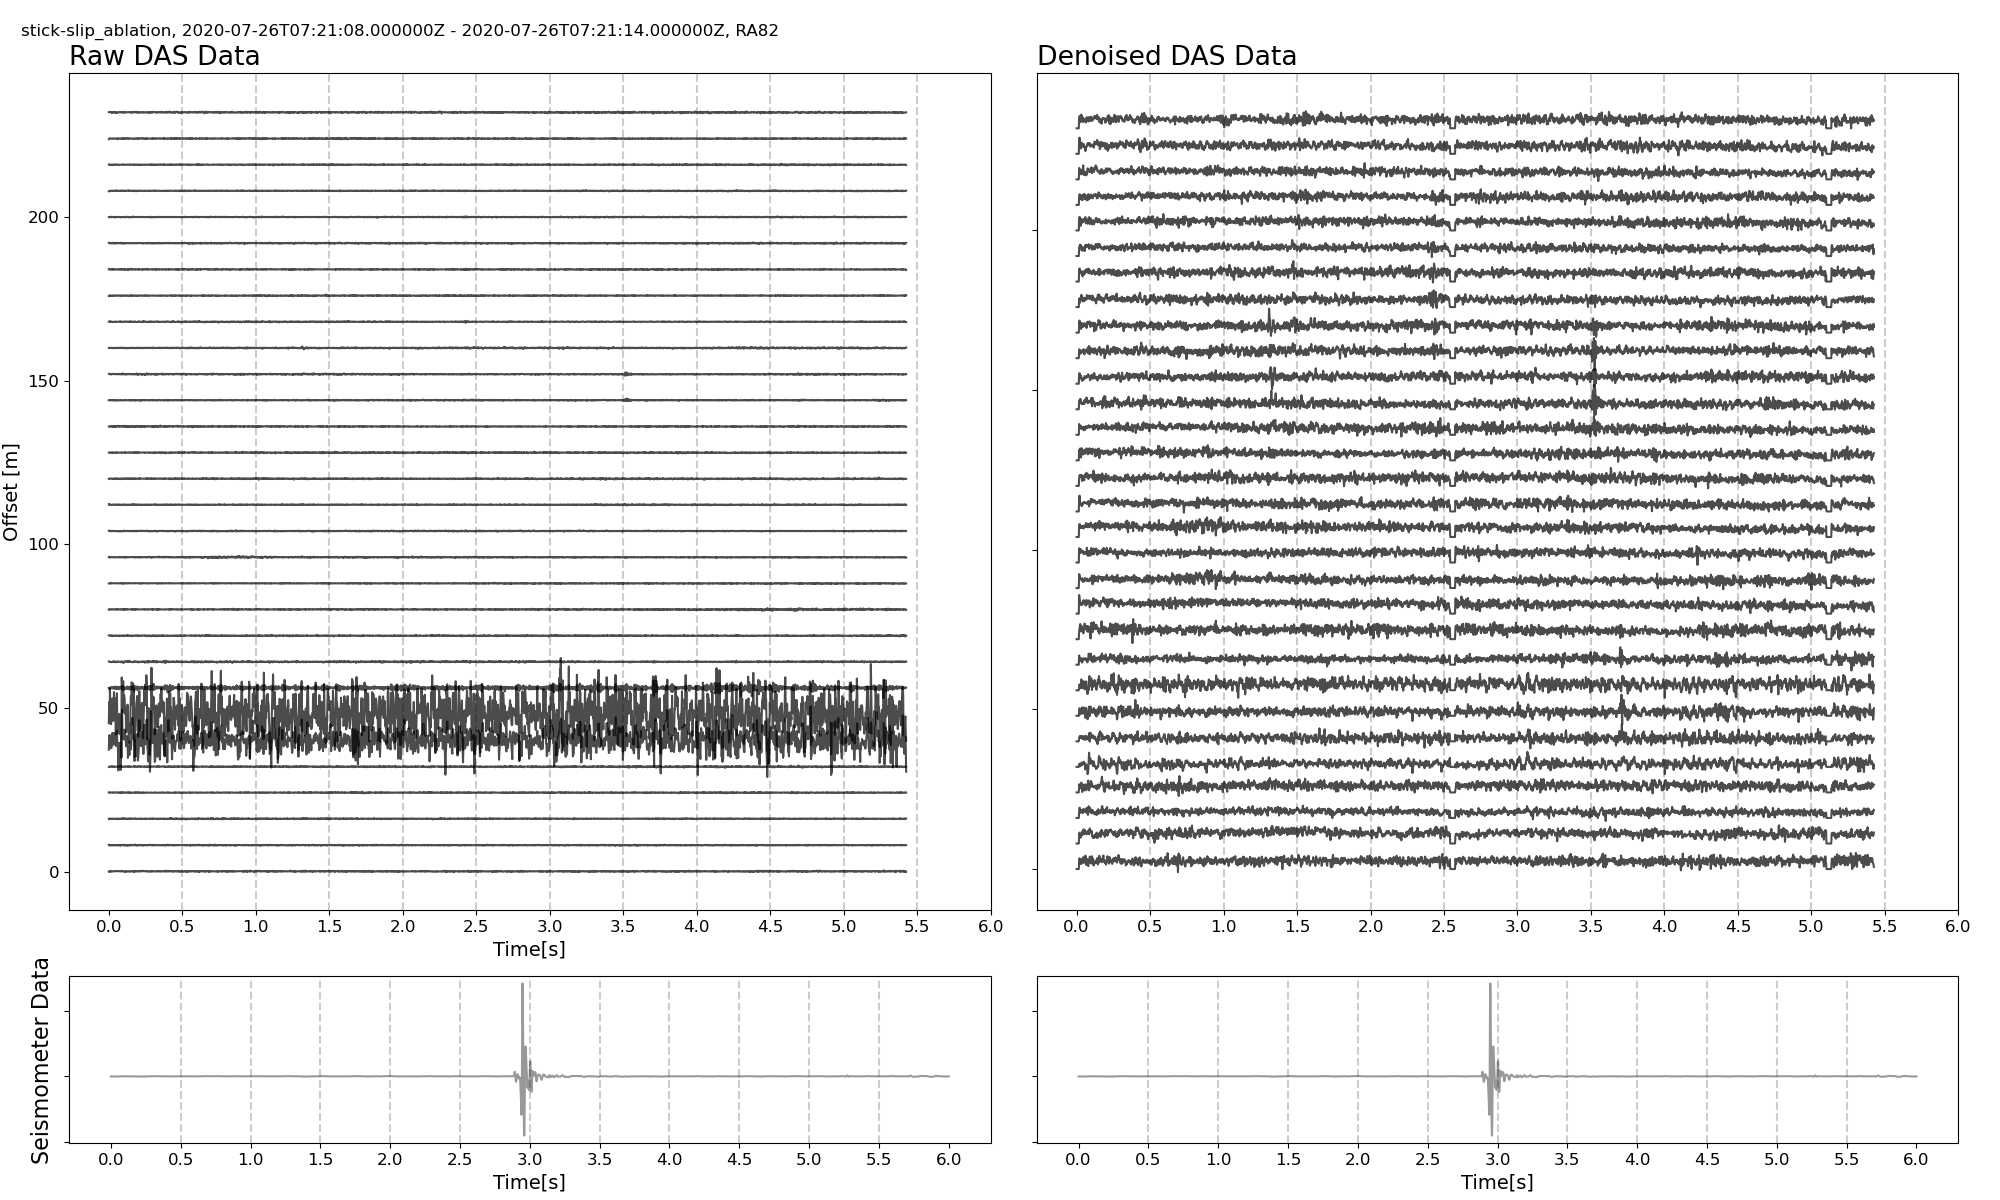 stick-slip_ablation, 2020-07-26T07:21:08.000000Z - 2020-07-26T07:21:14.000000Z, RA82
Raw DAS Data
Denoised DAS Data
Offset [m]
200
150
100
50
0
0.0 0.5 1.0 1.5 2.0 2.5 3.0 3.5 4.0 4.5 5.0 5.5 6.0
Time[s]
0.0 0.5 1.0 1.5 2.0 2.5 3.0 3.5 4.0 4.5 5.0 5.5 6.0
Seismometer Data
0.0 0.5 1.0 1.5 2.0 2.5 3.0 3.5 4.0 4.5 5.0 5.5 6.0
Time[s]
0.0 0.5 1.0 1.5 2.0 2.5 3.0 3.5 4.0 4.5 5.0 5.5 6.0
Time[s]